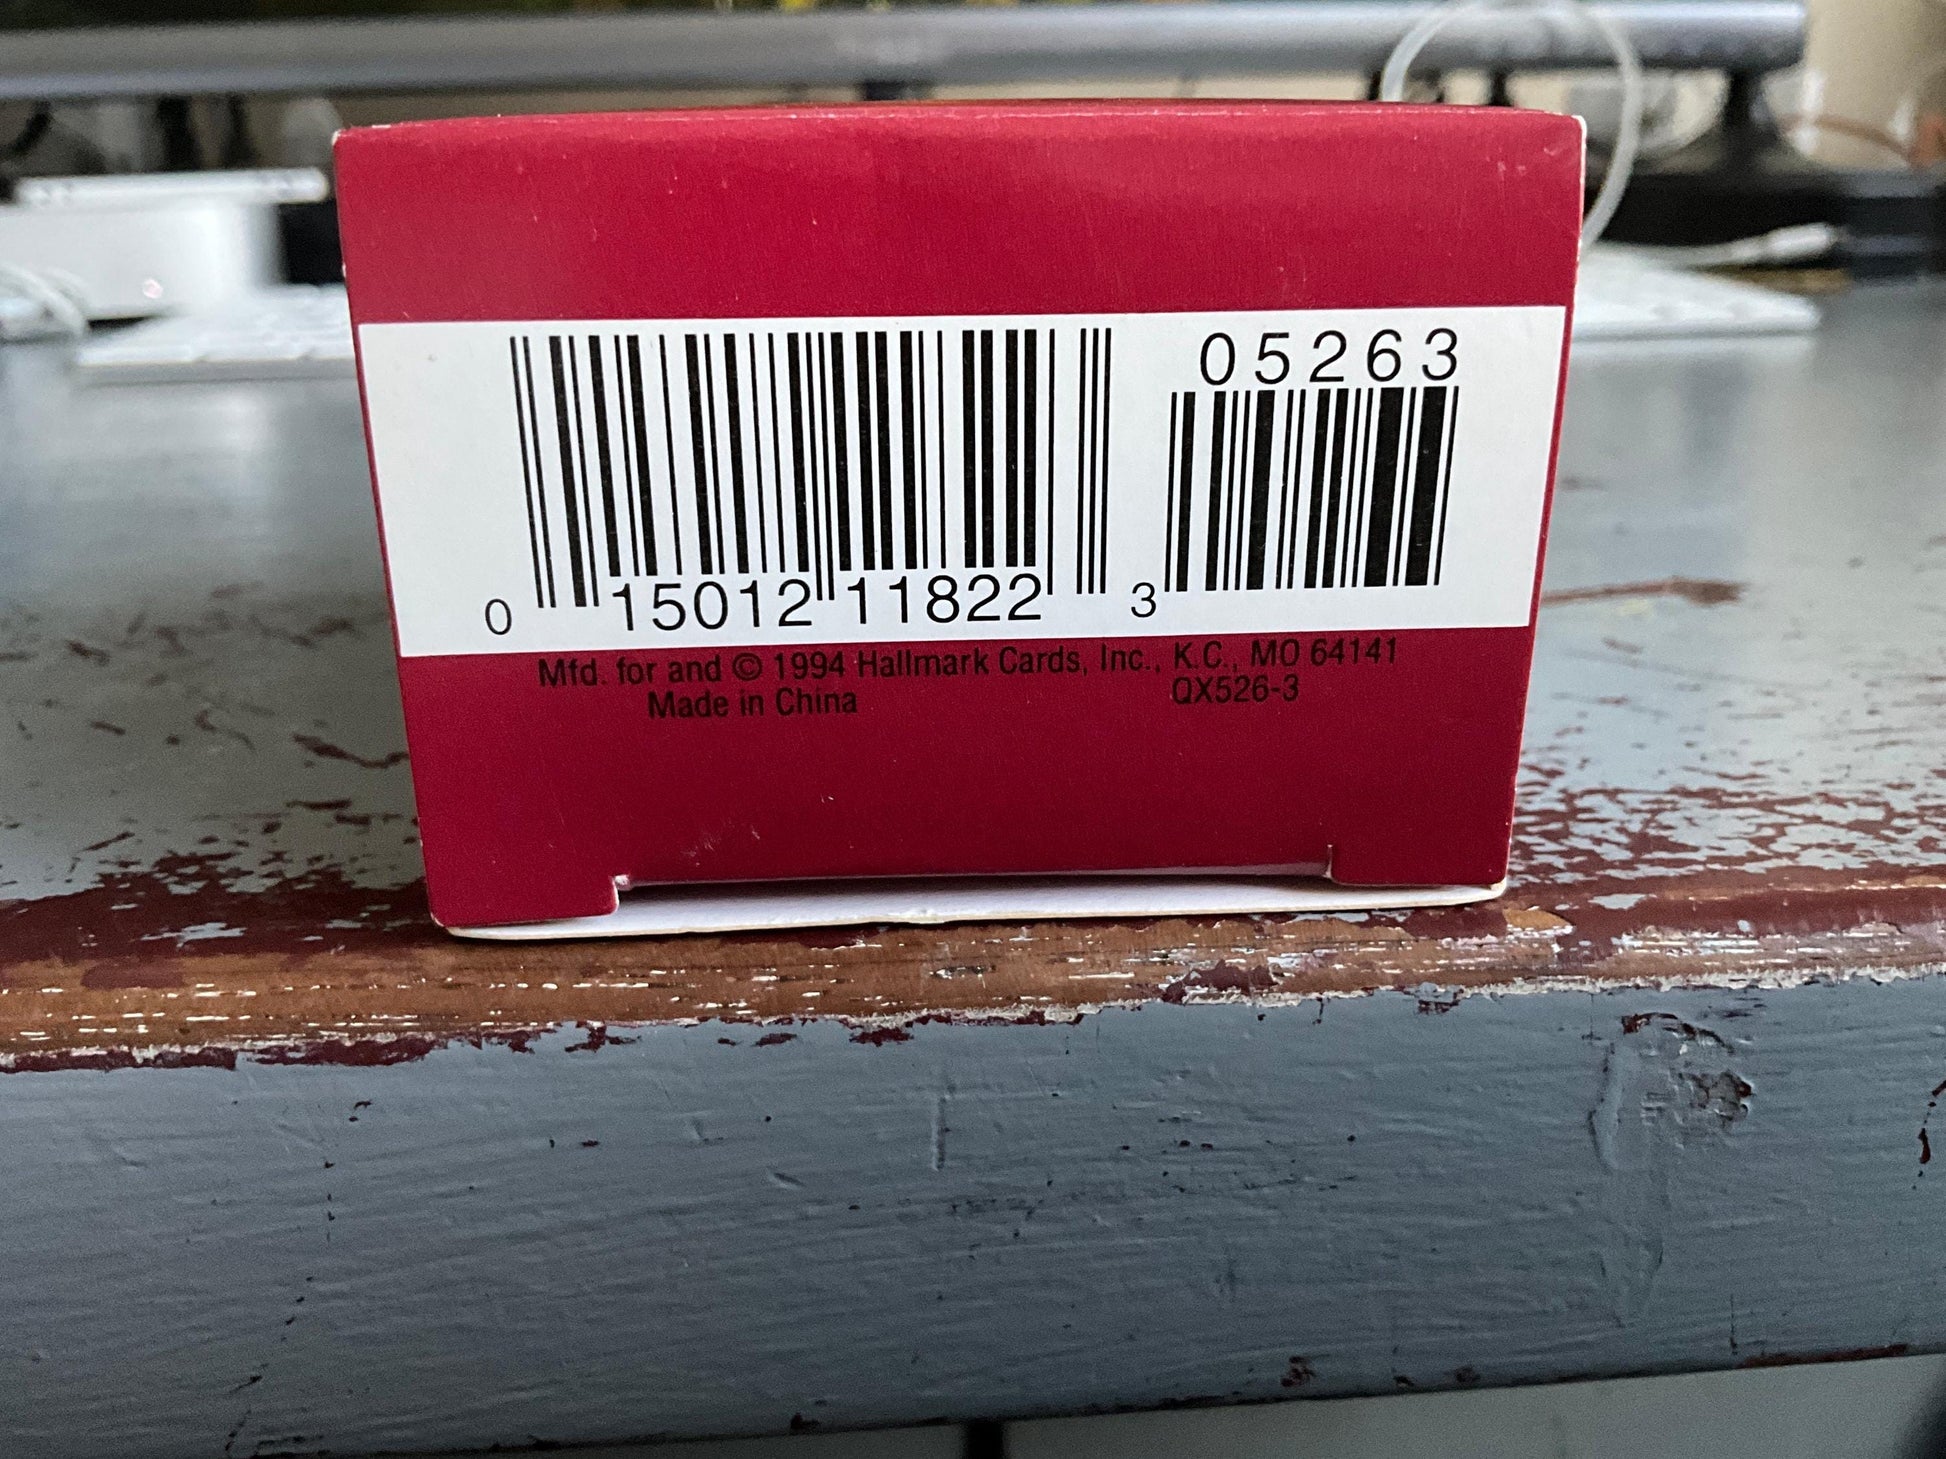 05263
0 15012 11822 3
Mfd. for and © 1994 Hallmark Cards, Inc., K.C., MO 64141
Made in China QX526-3